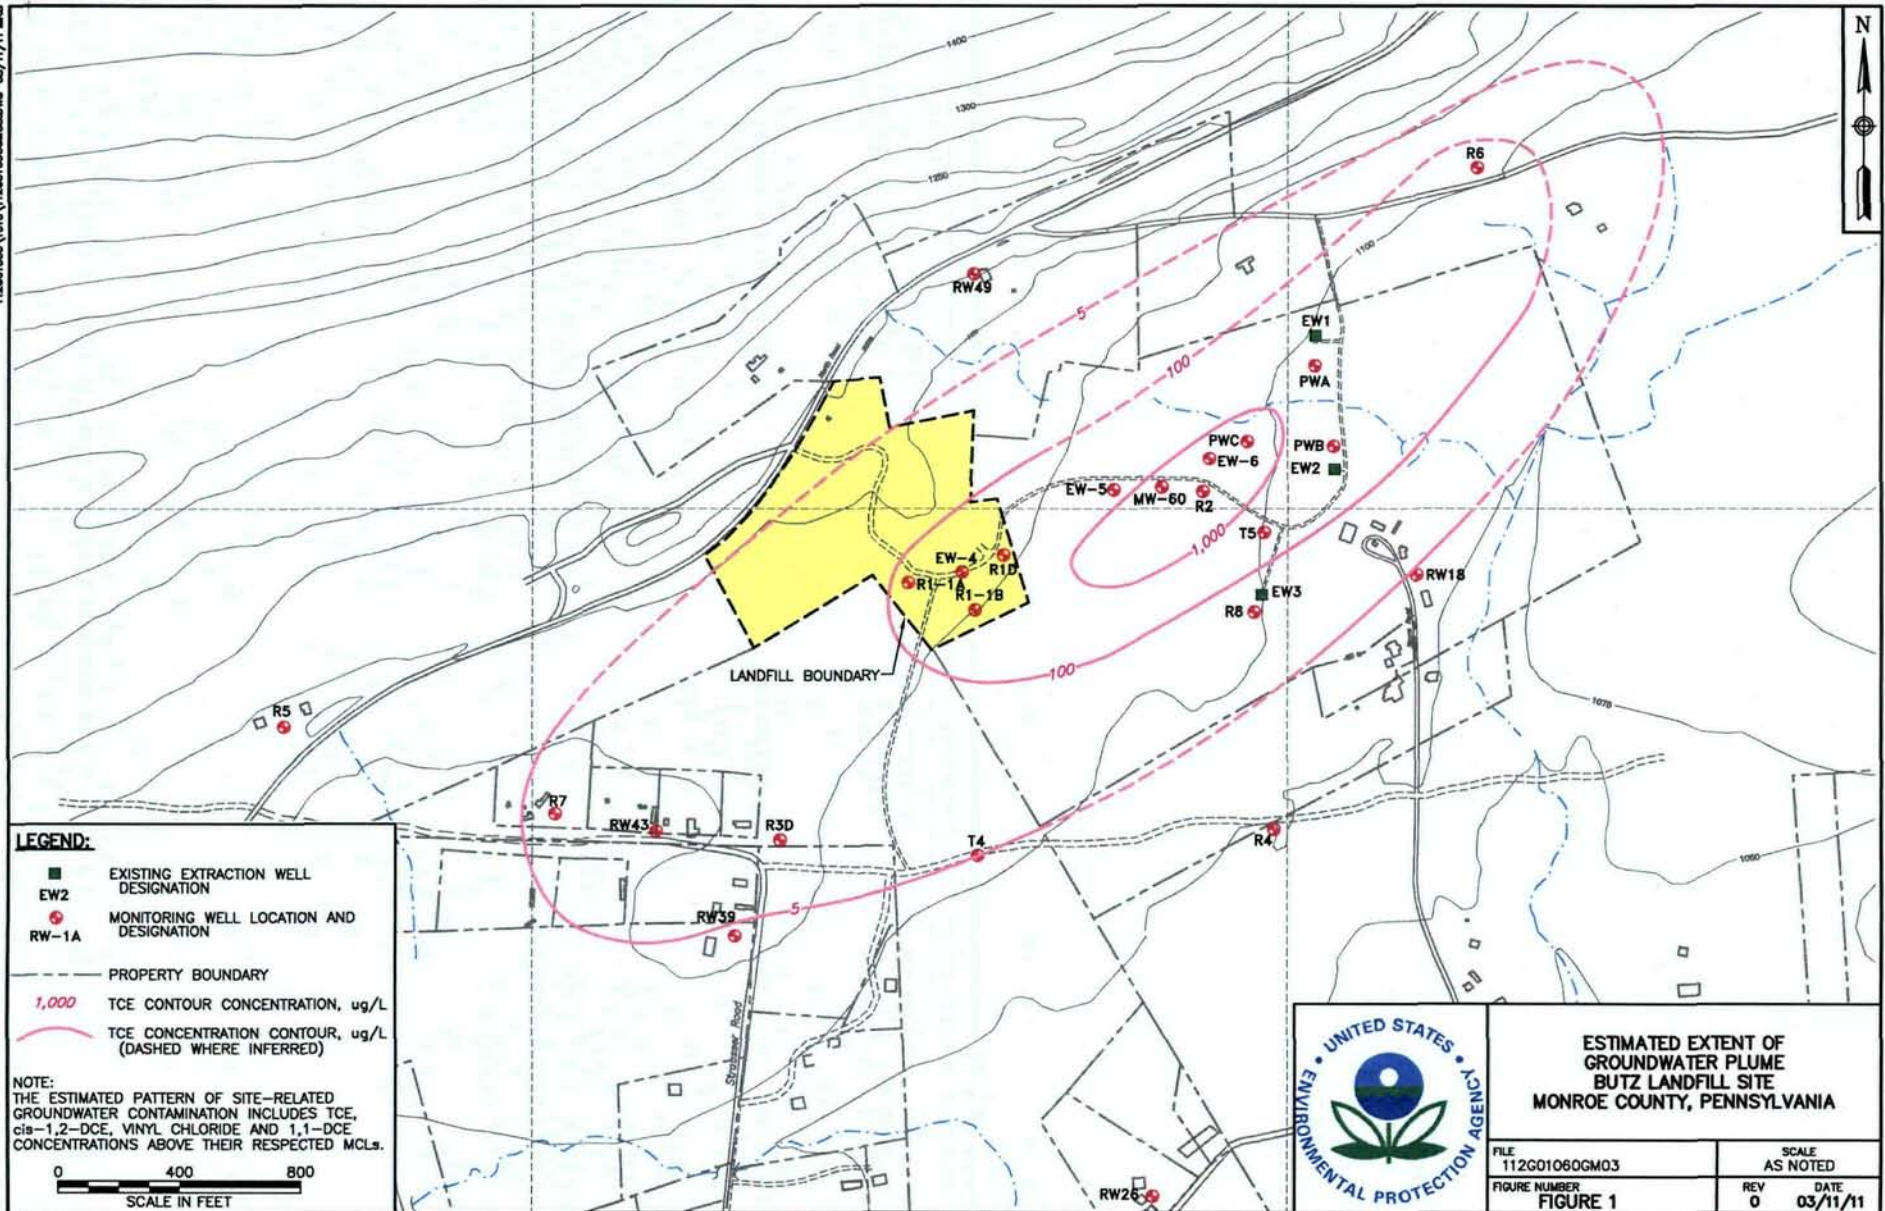 N
1400
1300
1250
R6
1100
RW49
5
EW1
100
PWA
PWC
PWB
EW-6
EW2
EW-5
MW-60
R2
1,000
T5
EW-4
R1D
R1-1A
RW18
R1-1B
EW3
R8
100
LANDFILL BOUNDARY
R5
1075
R7
RW43
R3D
T4
R4
1050
5
RW39
Strausser Road
RW26
LEGEND:
EXISTING EXTRACTION WELL
DESIGNATION
EW2
MONITORING WELL LOCATION AND
DESIGNATION
RW-1A
PROPERTY BOUNDARY
1,000 TCE CONTOUR CONCENTRATION, ug/L
TCE CONCENTRATION CONTOUR, ug/L
(DASHED WHERE INFERRED)
NOTE:
THE ESTIMATED PATTERN OF SITE-RELATED
GROUNDWATER CONTAMINATION INCLUDES TCE,
cis-1,2-DCE, VINYL CHLORIDE AND 1,1-DCE
CONCENTRATIONS ABOVE THEIR RESPECTED MCLs.
0 400 800
SCALE IN FEET
UNITED STATES
ENVIRONMENTAL PROTECTION AGENCY
ESTIMATED EXTENT OF
GROUNDWATER PLUME
BUTZ LANDFILL SITE
MONROE COUNTY, PENNSYLVANIA
FILE
112G01060GM03
SCALE
AS NOTED
FIGURE NUMBER
FIGURE 1
REV
0
DATE
03/11/11